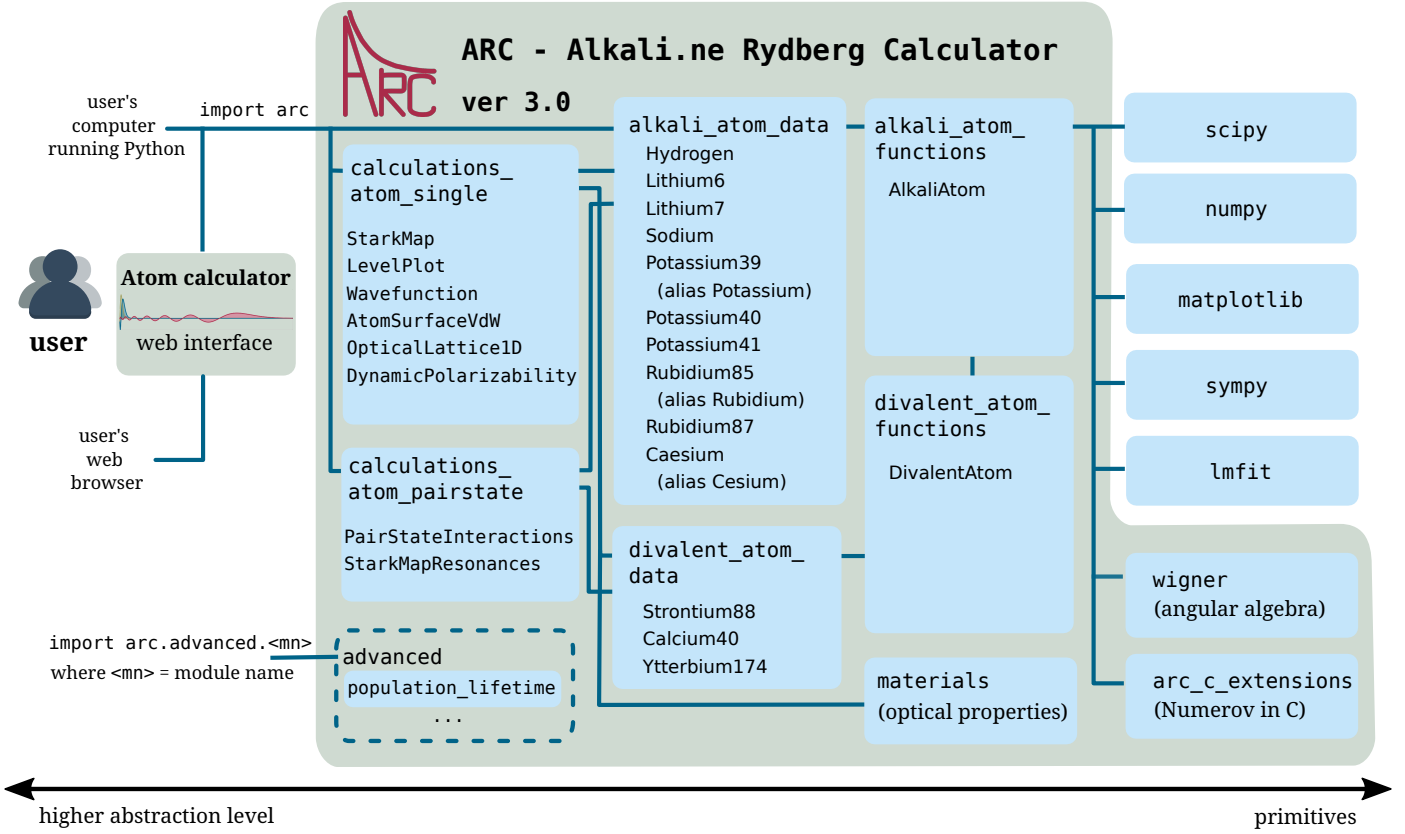 ARC
ARC - Alkali.ne Rydberg Calculator
ver 3.0
user's
computer
running Python
import arc
Atom calculator
web interface
user
user's
web
browser
import arc.advanced.<mn>
where <mn> = module name
calculations_
atom_single
StarkMap
LevelPlot
Wavefunction
AtomSurfaceVdW
OpticalLattice1D
DynamicPolarizability
calculations_
atom_pairstate
PairStateInteractions
StarkMapResonances
advanced
population_lifetime
...
alkali_atom_data
Hydrogen
Lithium6
Lithium7
Sodium
Potassium39
(alias Potassium)
Potassium40
Potassium41
Rubidium85
(alias Rubidium)
Rubidium87
Caesium
(alias Cesium)
divalent_atom_
data
Strontium88
Calcium40
Ytterbium174
alkali_atom_
functions
AlkaliAtom
divalent_atom_
functions
DivalentAtom
materials
(optical properties)
scipy
numpy
matplotlib
sympy
lmfit
wigner
(angular algebra)
arc_c_extensions
(Numerov in C)
higher abstraction level
primitives